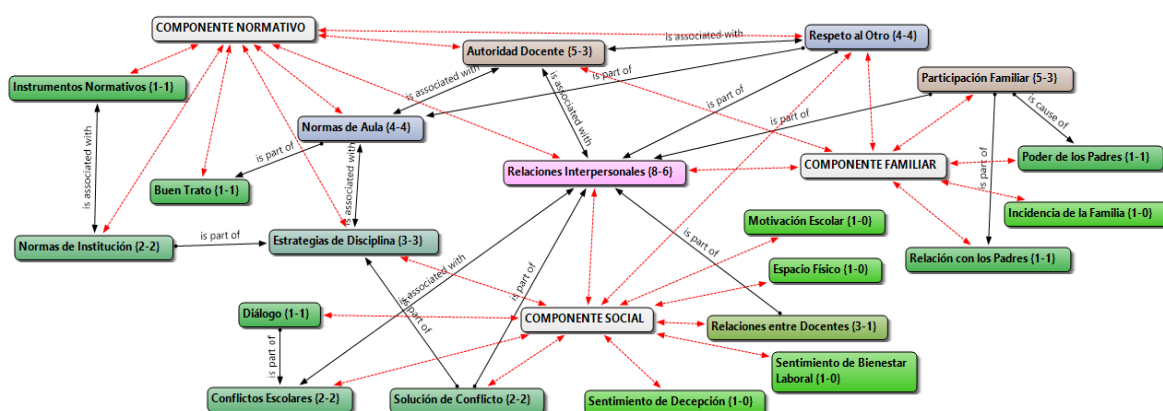 COMPONENTE NORMATIVO
is associated with
Respeto al Otro {4-4}
Autoridad Docente {5-3}
is part of
Participación Familiar {5-3}
Instrumentos Normativos {1-1}
is associated with
is associated with
is part of
is cause of
Normas de Aula {4-4}
is part of
Poder de los Padres {1-1}
COMPONENTE FAMILIAR
Relaciones Interpersonales {8-6}
is part of
is associated with
Buen Trato {1-1}
is associated with
is part of
Incidencia de la Familia {1-0}
Motivación Escolar {1-0}
Normas de Institución {2-2}
is part of
Estrategias de Disciplina {3-3}
is part of
Relación con los Padres {1-1}
Espacio Físico {1-0}
is associated with
is part of
is part of
Diálogo {1-1}
COMPONENTE SOCIAL
Relaciones entre Docentes {3-1}
is part of
Sentimiento de Bienestar
Laboral {1-0}
Conflictos Escolares {2-2}
Solución de Conflicto {2-2}
Sentimiento de Decepción {1-0}